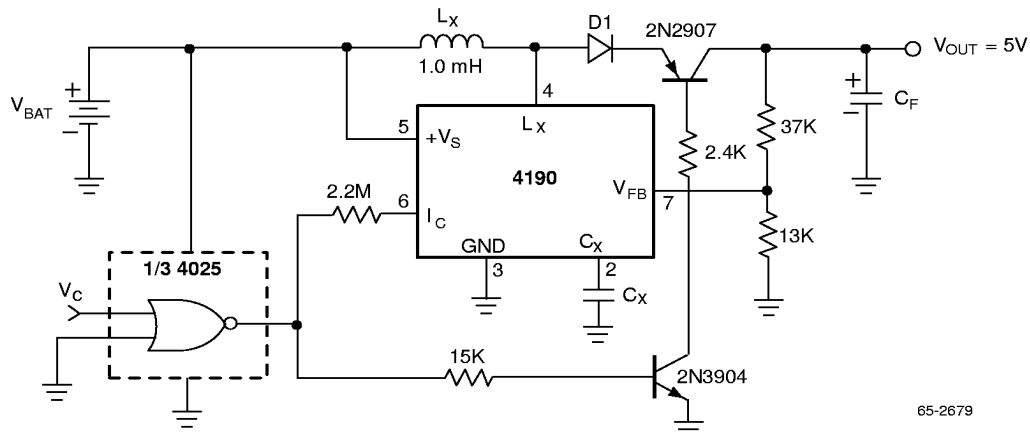 LX
1.0 mH
D1
2N2907
VOUT = 5V
+
VBAT
−
4
LX
5
+VS
4190
2.4K
37K
+
−
CF
2.2M
6
IC
VFB
7
GND
3
CX
2
CX
13K
1/3 4025
VC
15K
2N3904
65-2679